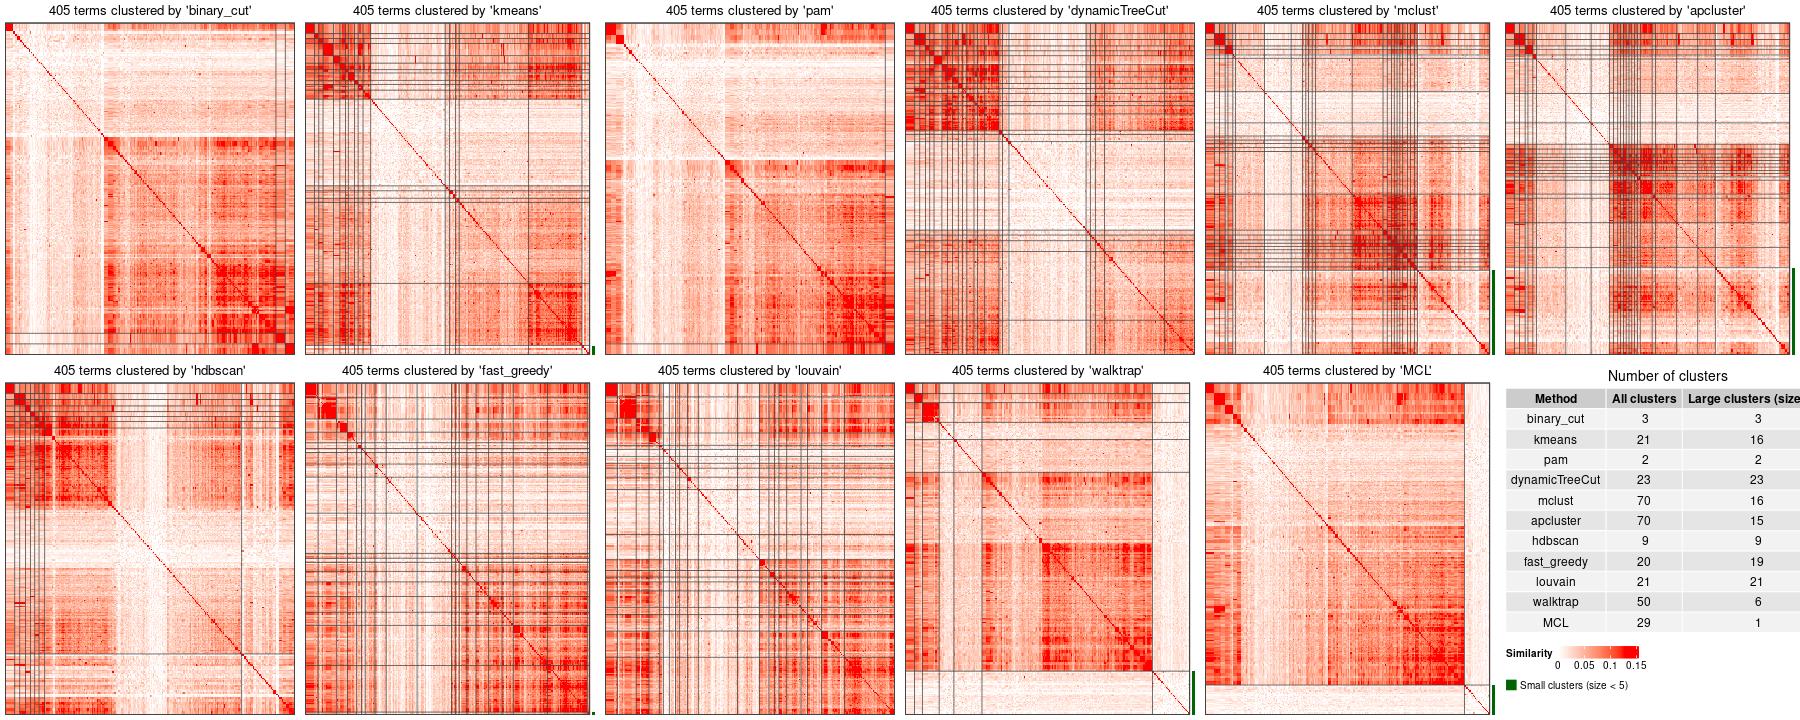 405 terms clustered by 'binary_cut'
405 terms clustered by 'kmeans'
405 terms clustered by 'pam'
405 terms clustered by 'dynamicTreeCut'
405 terms clustered by 'mclust'
405 terms clustered by 'apcluster'
405 terms clustered by 'hdbscan'
405 terms clustered by 'fast_greedy'
405 terms clustered by 'louvain'
405 terms clustered by 'walktrap'
405 terms clustered by 'MCL'
Number of clusters
Method All clusters Large clusters (size
binary_cut 3 3
kmeans 21 16
pam 2 2
dynamicTreeCut 23 23
mclust 70 16
apcluster 70 15
hdbscan 9 9
fast_greedy 20 19
louvain 21 21
walktrap 50 6
MCL 29 1
Similarity
0 0.05 0.1 0.15
Small clusters (size < 5)